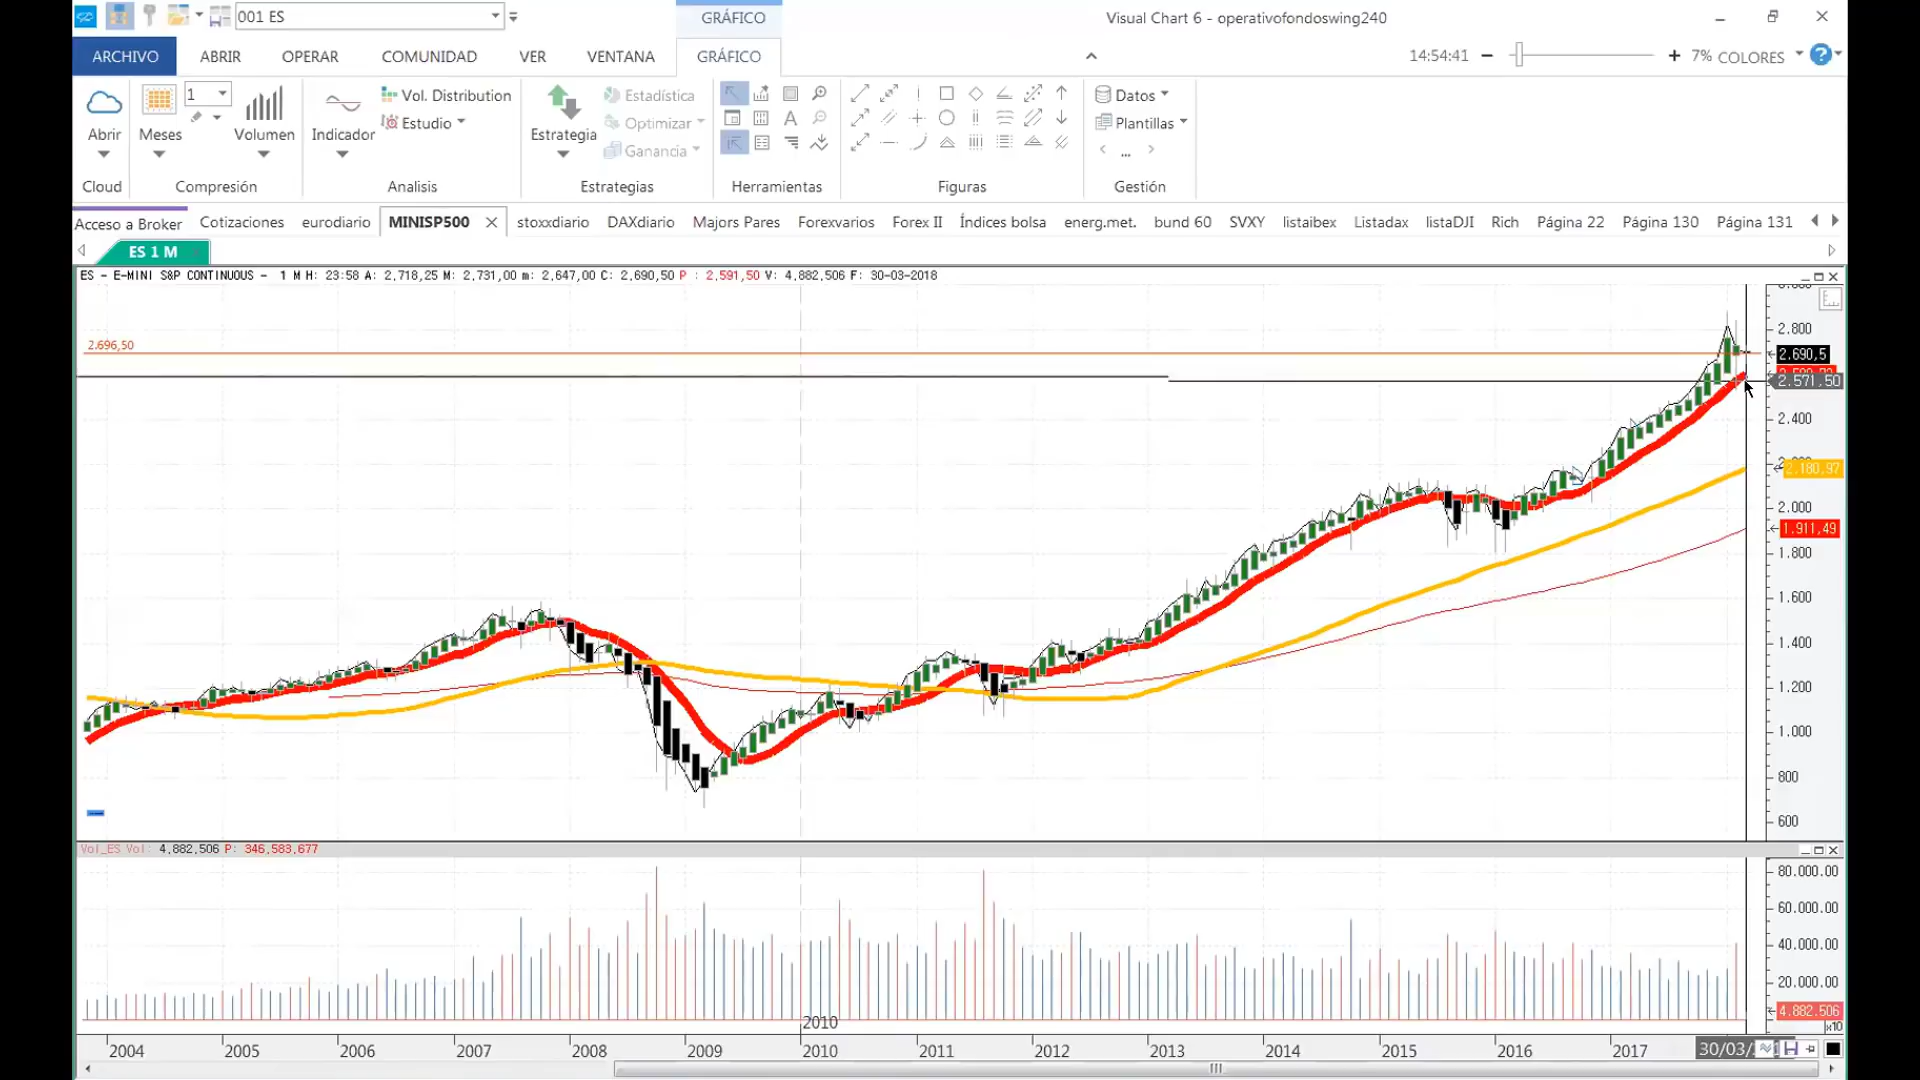 001 ES
GRÁFICO
Visual Chart 6 - operativofondoswing240
ARCHIVO ABRIR OPERAR COMUNIDAD VER VENTANA GRÁFICO
14:54:41 − + 7% COLORES ?
1
Vol. Distribution
Estadística
Datos
Abrir Meses Volumen Indicador Estudio Estrategia Optimizar Plantillas
Ganancia
A
< ... >
Cloud Compresión Analisis Estrategias Herramientas Figuras Gestión
Acceso a Broker Cotizaciones eurodiario MINISP500 stoxxdiario DAXdiario Majors Pares Forexvarios Forex II Índices bolsa energ.met. bund 60 SVXY listaibex Listadax listaDJI Rich Página 22 Página 130 Página 131
ES 1 M
ES - E-MINI S&P CONTINUOUS - 1 M H: 23:58 A: 2,718,25 M: 2,731,00 m: 2,647,00 C: 2,690,50 P : 2,591,50 V: 4,882,506 F: 30-03-2018
2.800
2.696,50
2.690,5
2.571,50
2.400
2.180,97
2.000
1.911,49
1.800
1.600
1.400
1.200
1.000
800
600
Vol_ES Vol: 4,882,506 P: 346,583,677
80.000.00
60.000.00
40.000.00
20.000.00
4.882.506
2010
x10
2004 2005 2006 2007 2008 2009 2010 2011 2012 2013 2014 2015 2016 2017 30/03/